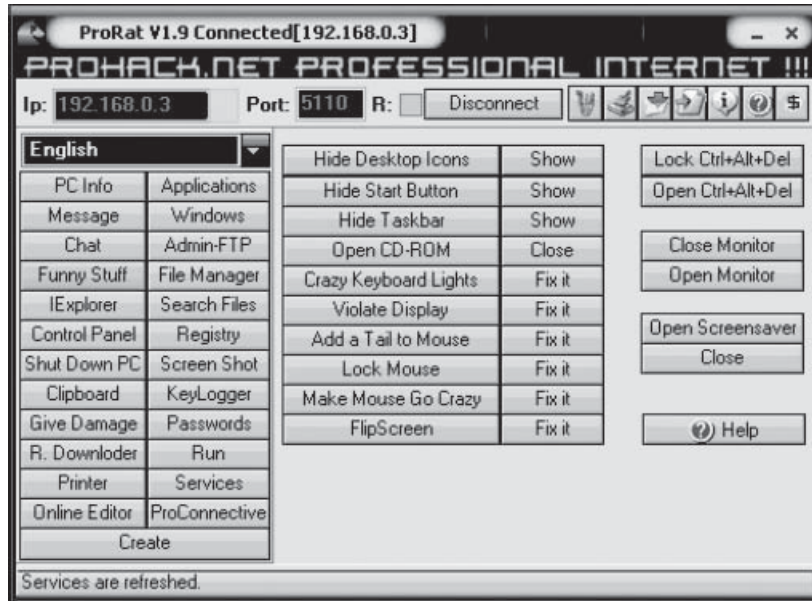 ProRat V1.9 Connected[192.168.0.3]
PROHACK.NET PROFESSIONAL INTERNET !!!
Ip: 192.168.0.3 Port: 5110 R: Disconnect $
English
PC Info Applications
Message Windows
Chat Admin-FTP
Funny Stuff File Manager
IExplorer Search Files
Control Panel Registry
Shut Down PC Screen Shot
Clipboard KeyLogger
Give Damage Passwords
R. Downloder Run
Printer Services
Online Editor ProConnective
Create
Hide Desktop Icons Show
Hide Start Button Show
Hide Taskbar Show
Open CD-ROM Close
Crazy Keyboard Lights Fix it
Violate Display Fix it
Add a Tail to Mouse Fix it
Lock Mouse Fix it
Make Mouse Go Crazy Fix it
FlipScreen Fix it
Lock Ctrl+Alt+Del
Open Ctrl+Alt+Del
Close Monitor
Open Monitor
Open Screensaver
Close
Help
Services are refreshed.